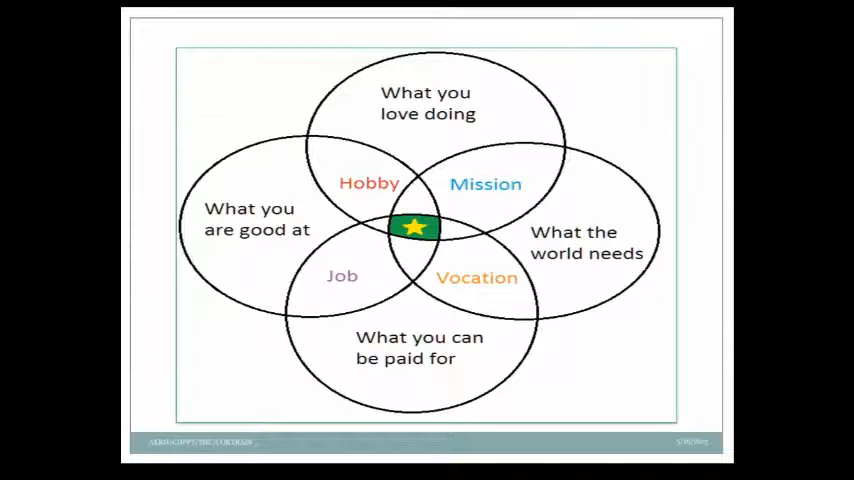 What you
love doing
Hobby
Mission
What you
are good at
What the
world needs
Job
Vocation
What you can
be paid for